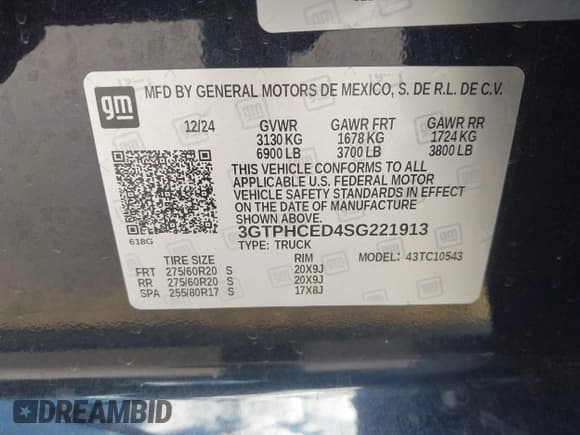 gm
MFD BY GENERAL MOTORS DE MEXICO, S. DE R.L. DE C.V.
12/24 GVWR GAWR FRT GAWR RR
3130 KG 1678 KG 1724 KG
6900 LB 3700 LB 3800 LB
THIS VEHICLE CONFORMS TO ALL
APPLICABLE U.S. FEDERAL MOTOR
VEHICLE SAFETY STANDARDS IN EFFECT
ON THE DATE OF MANUFACTURE
SHOWN ABOVE.
618G 3GTPHCED4SG221913
TYPE: TRUCK
TIRE SIZE RIM MODEL: 43TC10543
FRT 275/60R20 S 20X9J
RR 275/60R20 S 20X9J
SPA 255/80R17 S 17X8J
DREAMBID